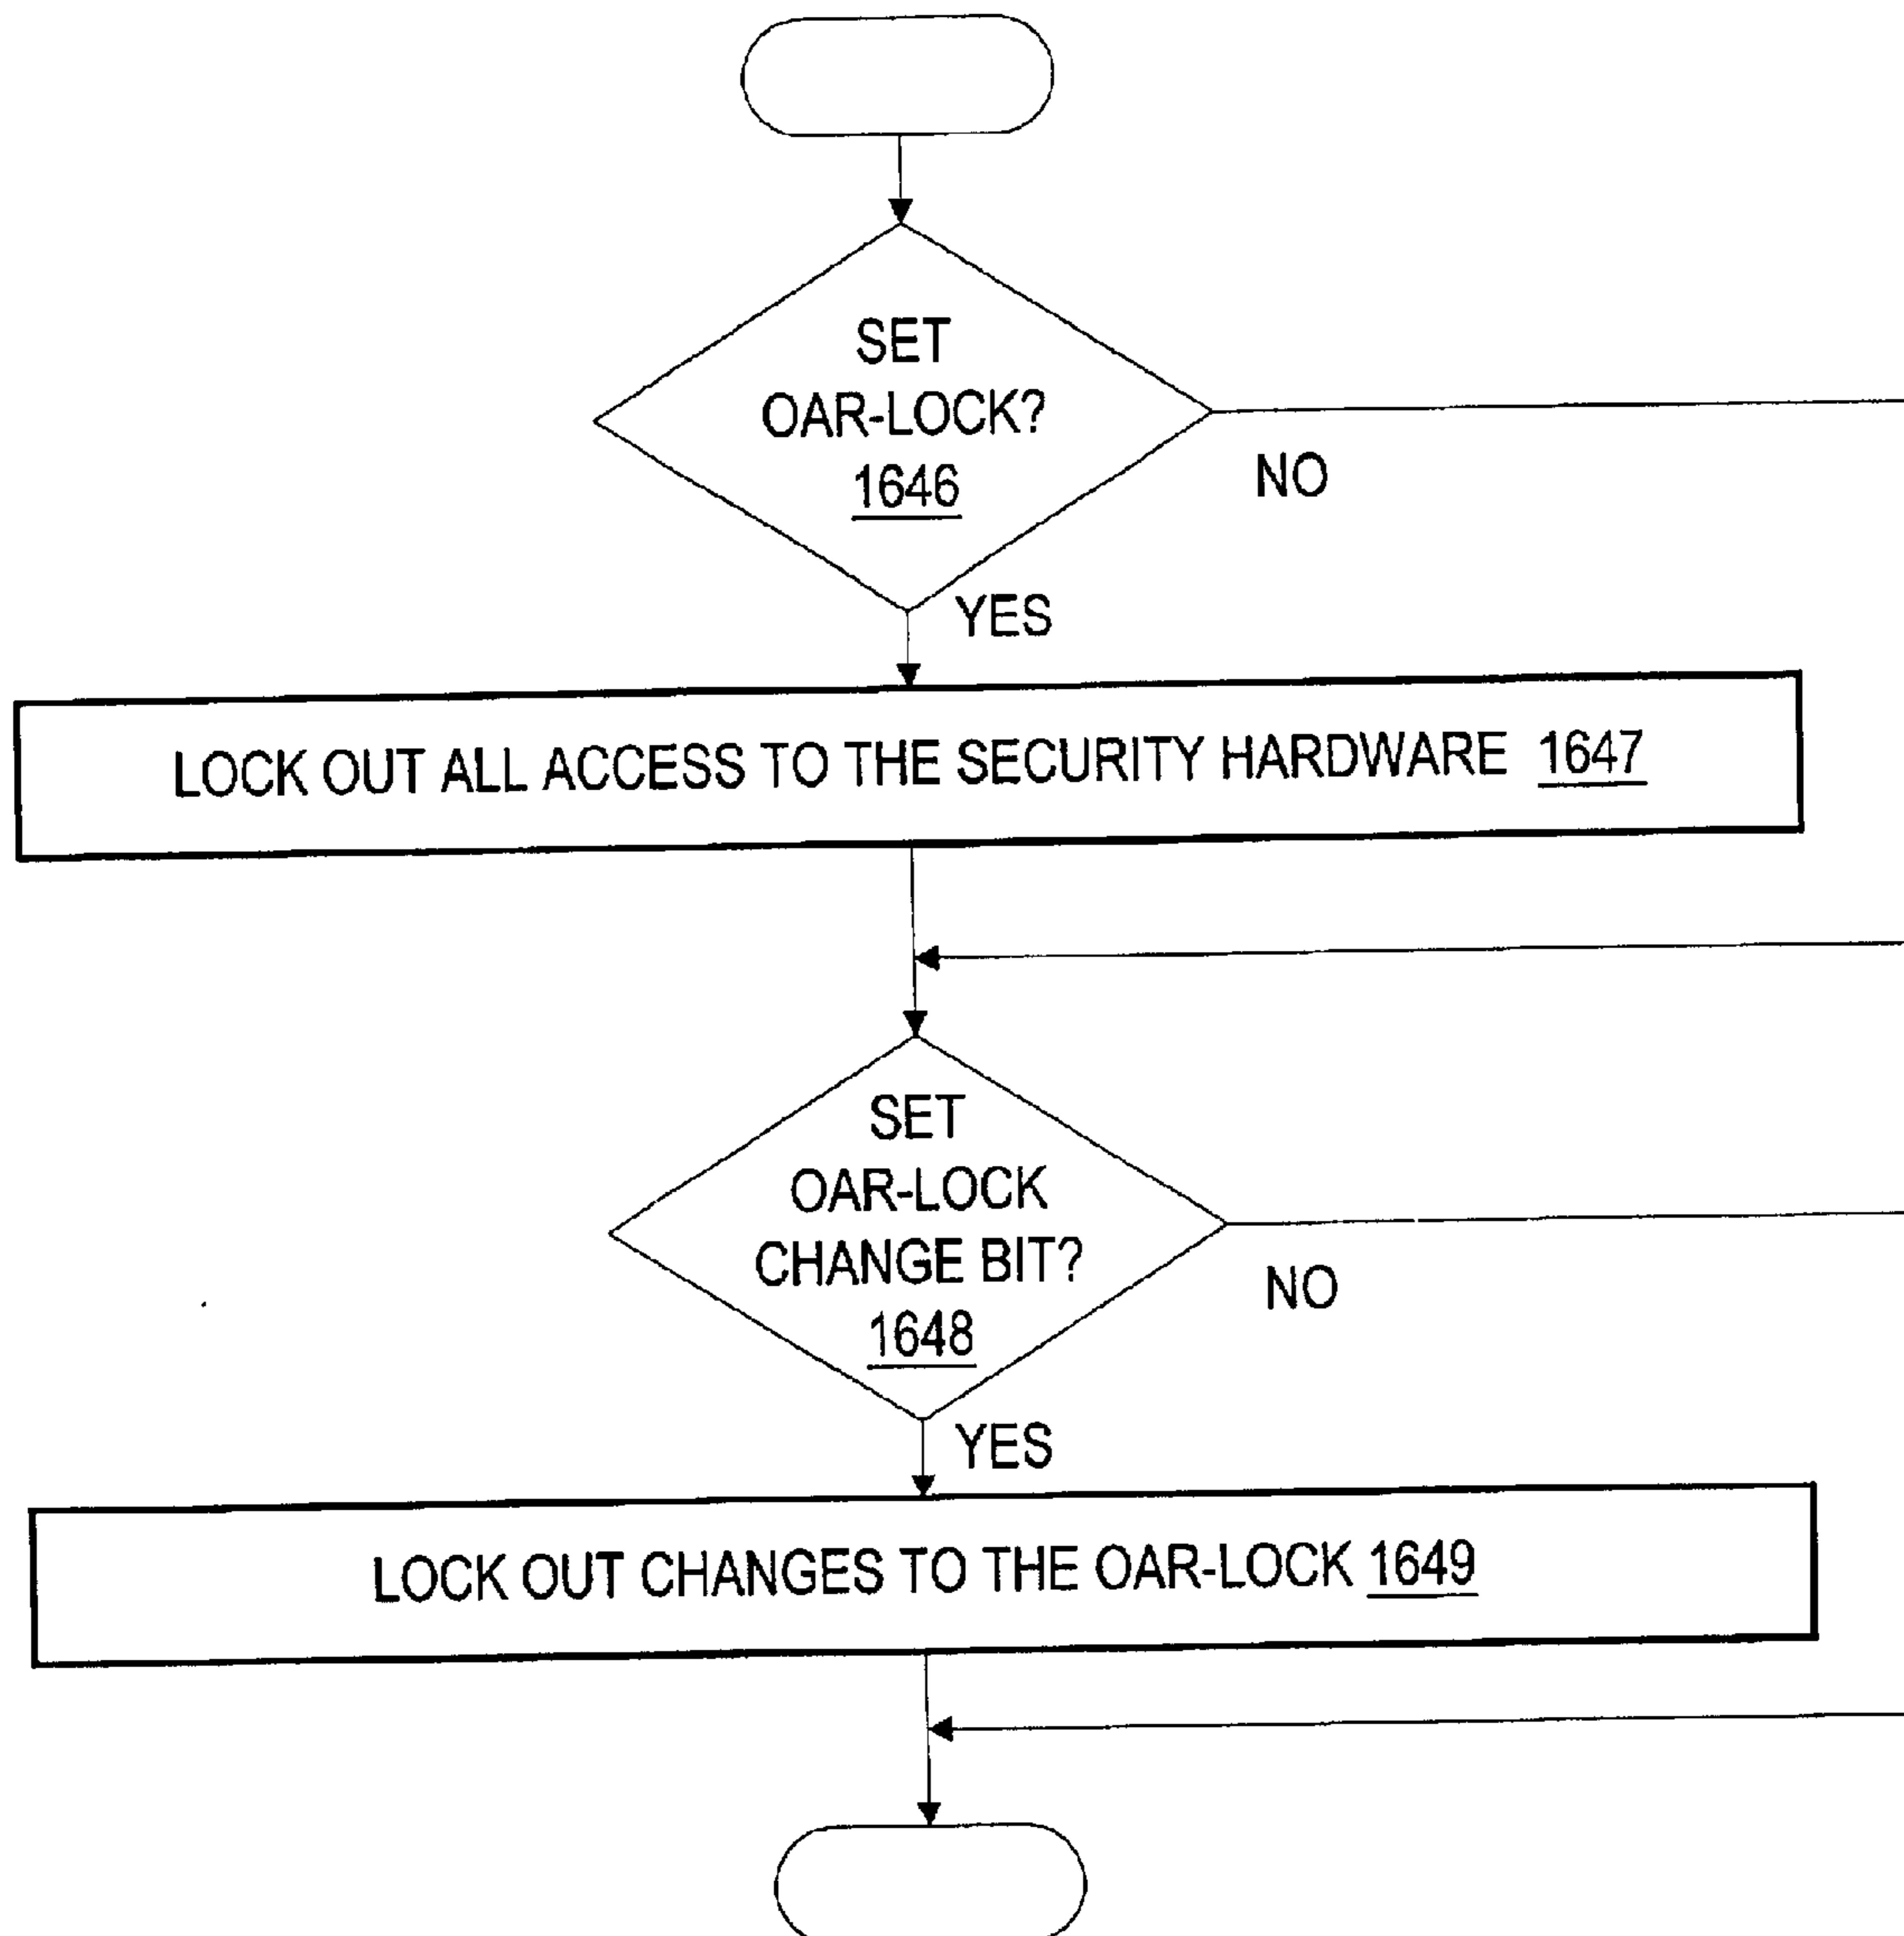 SET
OAR-LOCK?
1646
NO
YES
LOCK OUT ALL ACCESS TO THE SECURITY HARDWARE 1647
SET
OAR-LOCK
CHANGE BIT?
1648
NO
YES
LOCK OUT CHANGES TO THE OAR-LOCK 1649